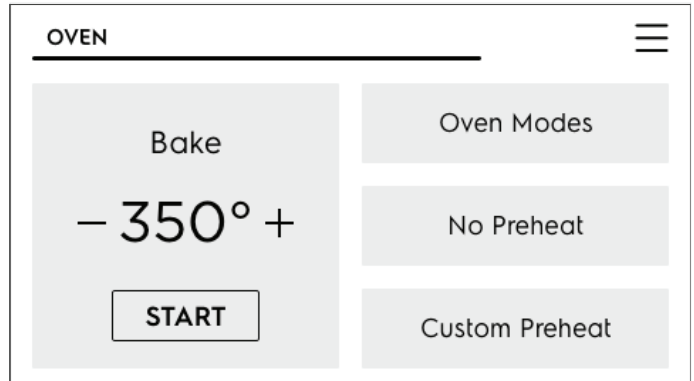 OVEN
Bake
− 350° +
START
Oven Modes
No Preheat
Custom Preheat